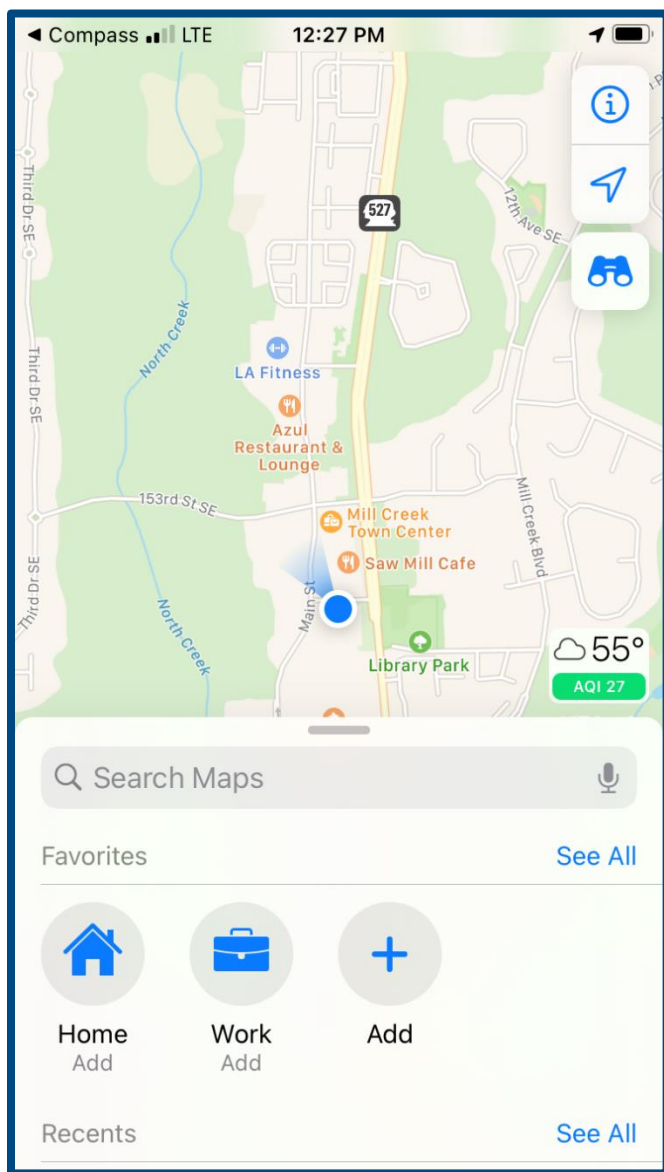 ◀ Compass LTE 12:27 PM
Third Dr SE
527
12th Ave SE
North Creek
Third Dr SE
LA Fitness
Azul
Restaurant &
Lounge
153rd St SE
Mill Creek
Town Center
Mill Creek Blvd
Saw Mill Cafe
Third Dr SE
Main St
North Creek
Library Park
55°
AQI 27
Search Maps
Favorites See All
Home Work Add
Add Add
Recents See All